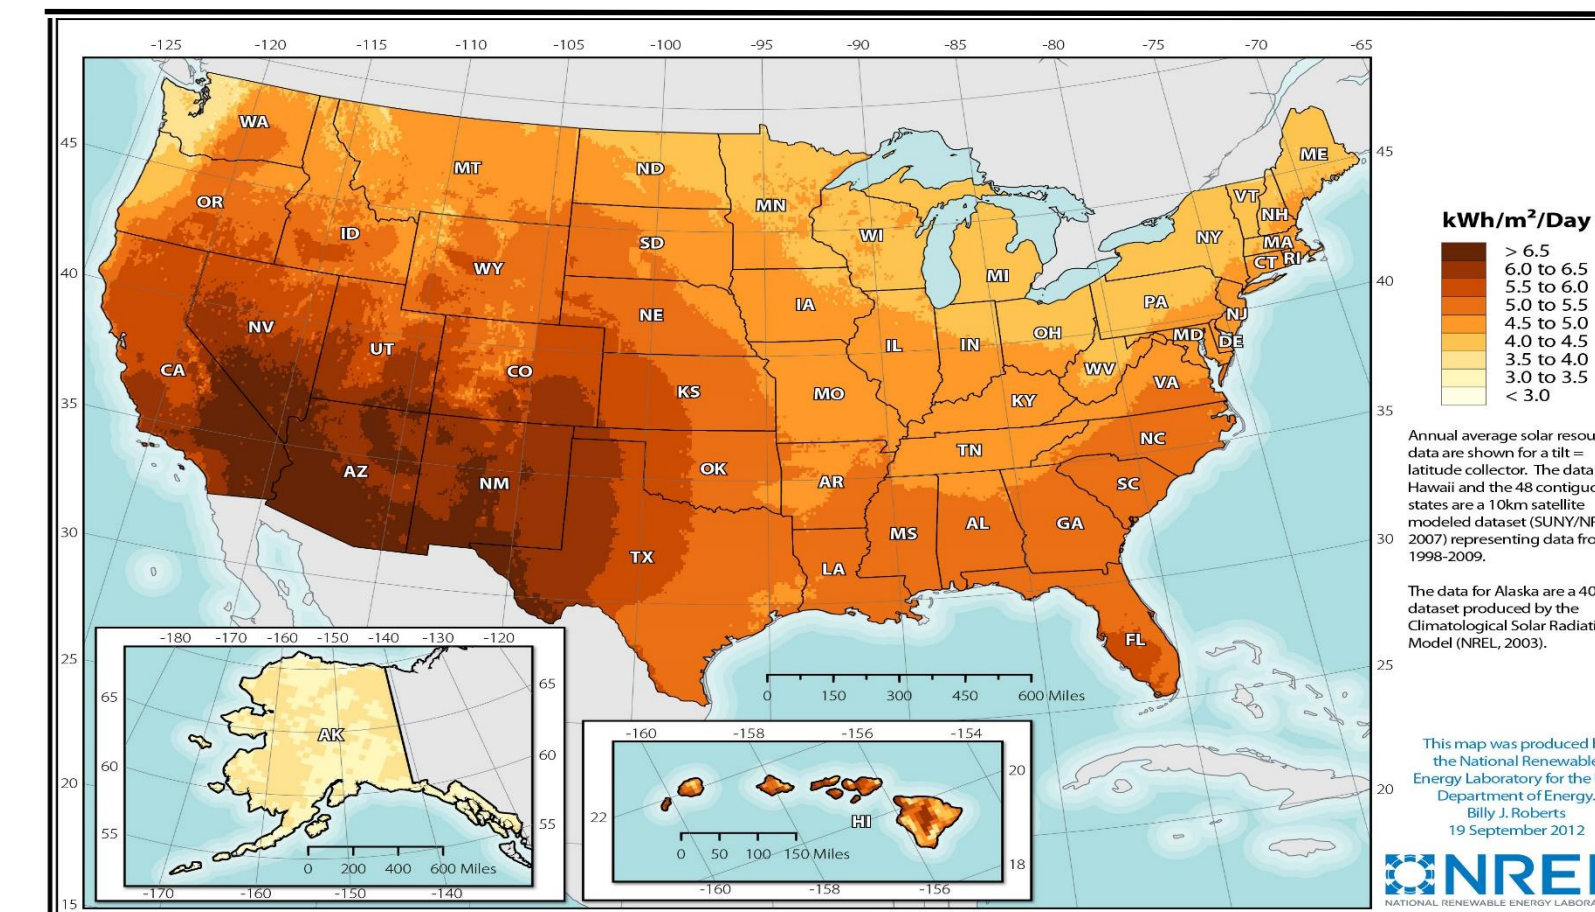 -125 -120 -115 -110 -105 -100 -95 -90 -85 -80 -75 -70 -65
45
40
35
30
25
20
15
45
40
35
30
25
20
WA
OR
CA
NV
ID
MT
WY
UT
AZ
CO
NM
ND
SD
NE
KS
OK
TX
MN
IA
MO
AR
LA
WI
IL
MI
IN
OH
KY
TN
MS
AL
GA
FL
SC
NC
VA
WV
MD
DE
PA
NJ
NY
CT
RI
MA
VT
NH
ME
0 150 300 450 600 Miles
-180 -170 -160 -150 -140 -130 -120
65
60
55
65
60
55
AK
0 200 400 600 Miles
-170 -160 -150 -140
-160 -158 -156 -154
22
20
18
HI
0 50 100 150 Miles
-160 -158 -156
kWh/m²/Day
> 6.5
6.0 to 6.5
5.5 to 6.0
5.0 to 5.5
4.5 to 5.0
4.0 to 4.5
3.5 to 4.0
3.0 to 3.5
< 3.0
Annual average solar resou
data are shown for a tilt =
latitude collector. The data
Hawaii and the 48 contiguo
states are a 10km satellite
modeled dataset (SUNY/NR
2007) representing data fro
1998-2009.
The data for Alaska are a 40
dataset produced by the
Climatological Solar Radiati
Model (NREL, 2003).
This map was produced
the National Renewable
Energy Laboratory for the
Department of Energy.
Billy J. Roberts
19 September 2012
NREL
NATIONAL RENEWABLE ENERGY LABOR